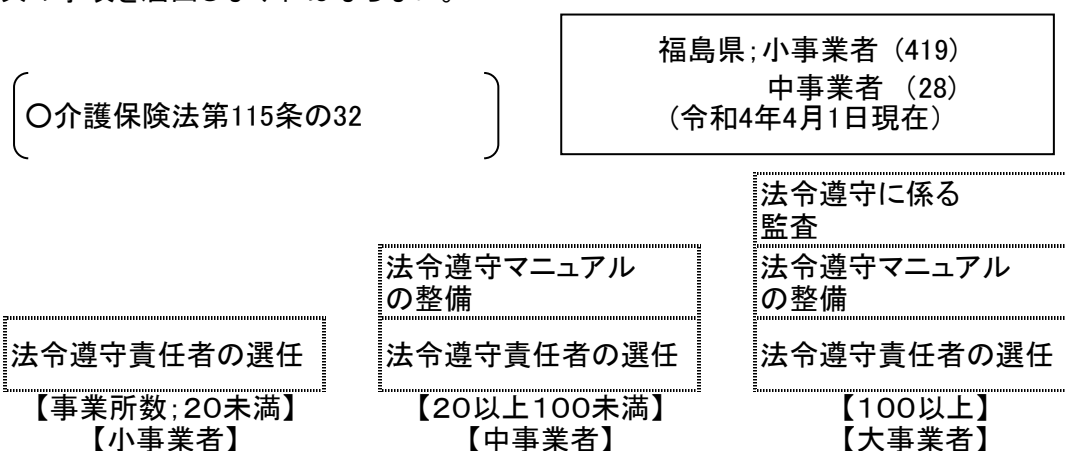 福島県;小事業者 (419)
中事業者 (28)
(令和4年4月1日現在)
〇介護保険法第115条の32
法令遵守に係る
監査
法令遵守マニュアル
の整備
法令遵守マニュアル
の整備
法令遵守責任者の選任
法令遵守責任者の選任
法令遵守責任者の選任
【事業所数;20未満】
【20以上100未満】
【100以上】
【小事業者】
【中事業者】
【大事業者】